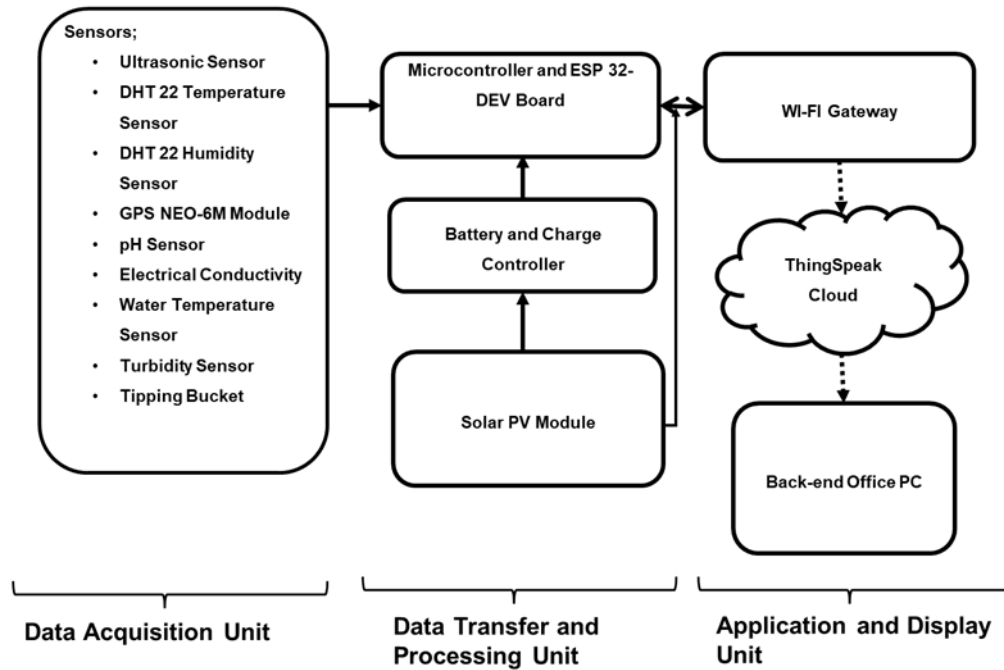 Sensors;
• Ultrasonic Sensor
• DHT 22 Temperature
Sensor
• DHT 22 Humidity
Sensor
• GPS NEO-6M Module
• pH Sensor
• Electrical Conductivity
• Water Temperature
Sensor
• Turbidity Sensor
• Tipping Bucket
Microcontroller and ESP 32-
DEV Board
Battery and Charge
Controller
Solar PV Module
WI-FI Gateway
ThingSpeak
Cloud
Back-end Office PC
Data Acquisition Unit
Data Transfer and
Processing Unit
Application and Display
Unit